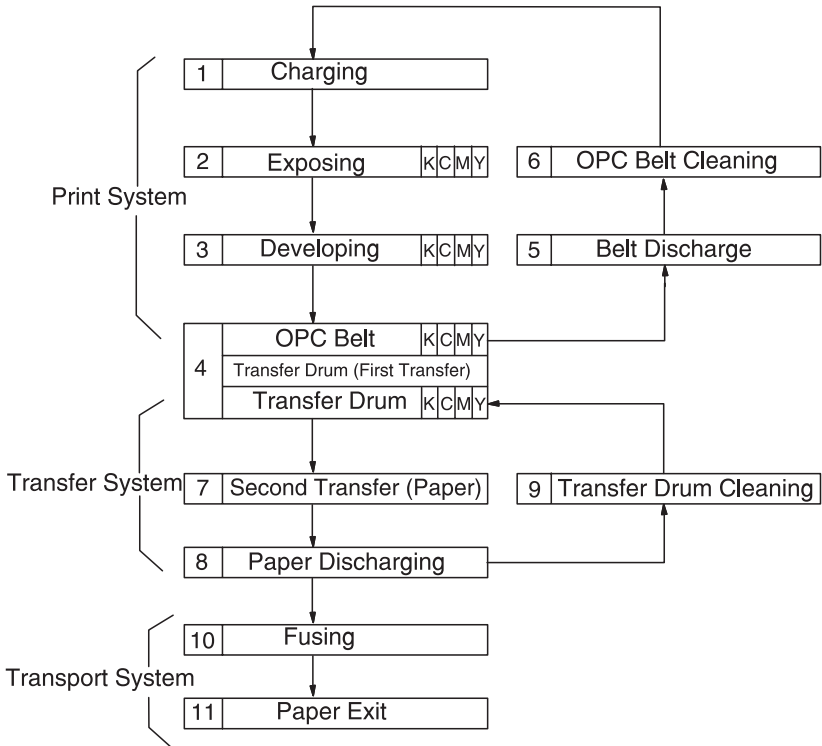 1 Charging
2 Exposing K C M Y
6 OPC Belt Cleaning
Print System
3 Developing K C M Y
5 Belt Discharge
4
OPC Belt K C M Y
Transfer Drum (First Transfer)
Transfer Drum K C M Y
Transfer System
7 Second Transfer (Paper)
9 Transfer Drum Cleaning
8 Paper Discharging
10 Fusing
Transport System
11 Paper Exit